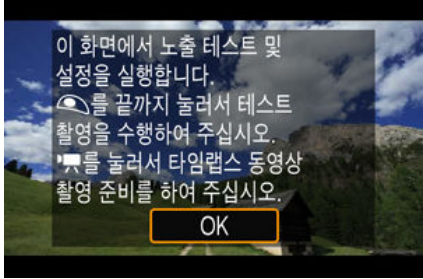 이 화면에서 노출 테스트 및
설정을 실행합니다.
를 끝까지 눌러서 테스트
촬영을 수행하여 주십시오.
를 눌러서 타임랩스 동영상
촬영 준비를 하여 주십시오.
OK